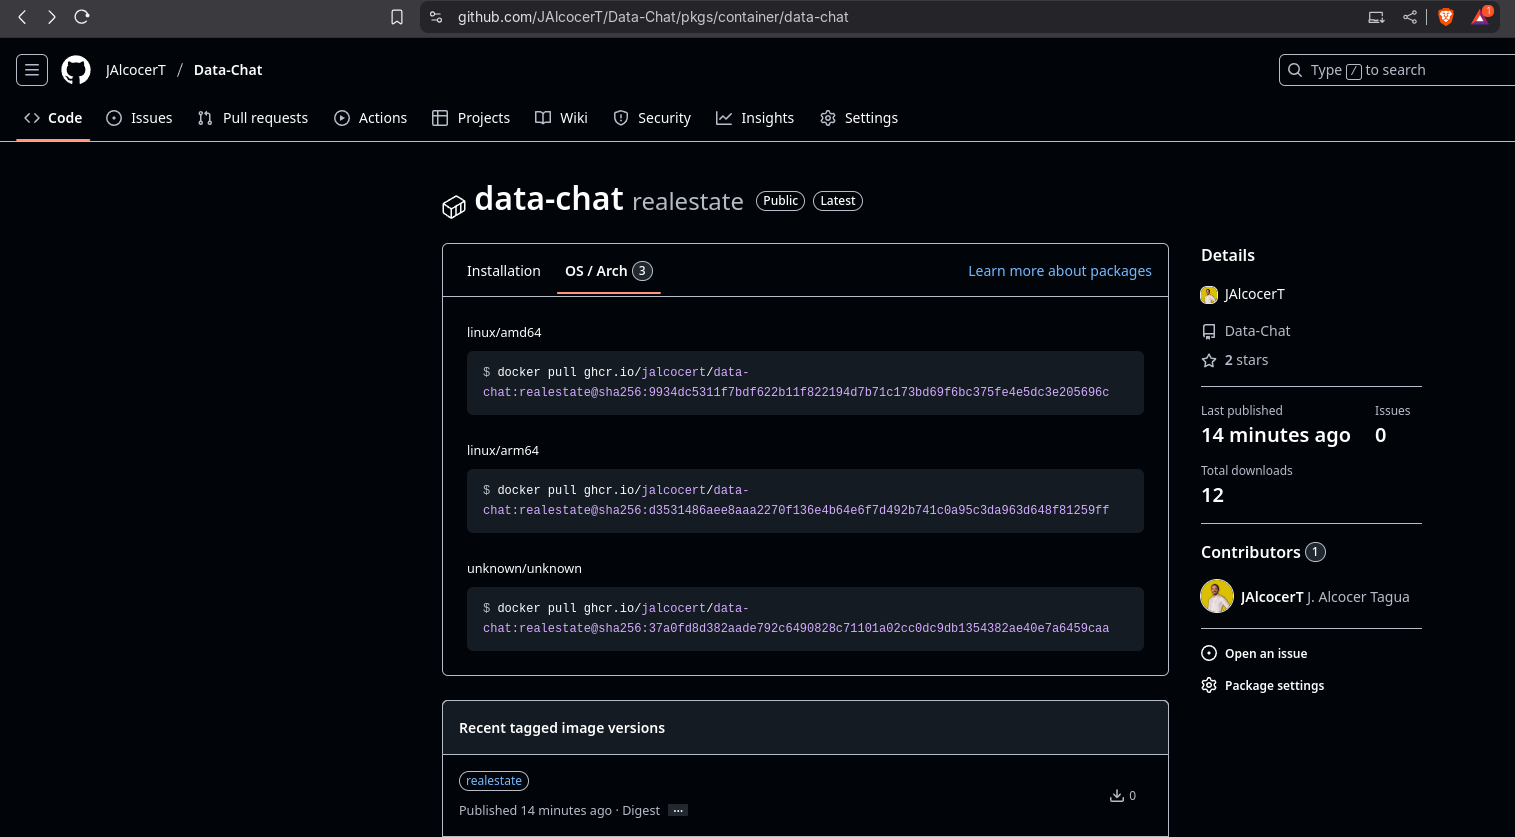 github.com/JAlcocerT/Data-Chat/pkgs/container/data-chat
1
JAlcocerT / Data-Chat
Type / to search
Code Issues Pull requests Actions Projects Wiki Security Insights Settings
data-chat realestate Public Latest
Installation OS / Arch 3 Learn more about packages
linux/amd64
$ docker pull ghcr.io/jalcocert/data-
chat:realestate@sha256:9934dc5311f7bdf622b11f822194d7b71c173bd69f6bc375fe4e5dc3e205696c
linux/arm64
$ docker pull ghcr.io/jalcocert/data-
chat:realestate@sha256:d3531486aee8aaa2270f136e4b64e6f7d492b741c0a95c3da963d648f81259ff
unknown/unknown
$ docker pull ghcr.io/jalcocert/data-
chat:realestate@sha256:37a0fd8d382aade792c6490828c71101a02cc0dc9db1354382ae40e7a6459caa
Recent tagged image versions
realestate
Published 14 minutes ago · Digest ...
0
Details
JAlcocerT
Data-Chat
2 stars
Last published Issues
14 minutes ago 0
Total downloads
12
Contributors 1
JAlcocerT J. Alcocer Tagua
Open an issue
Package settings